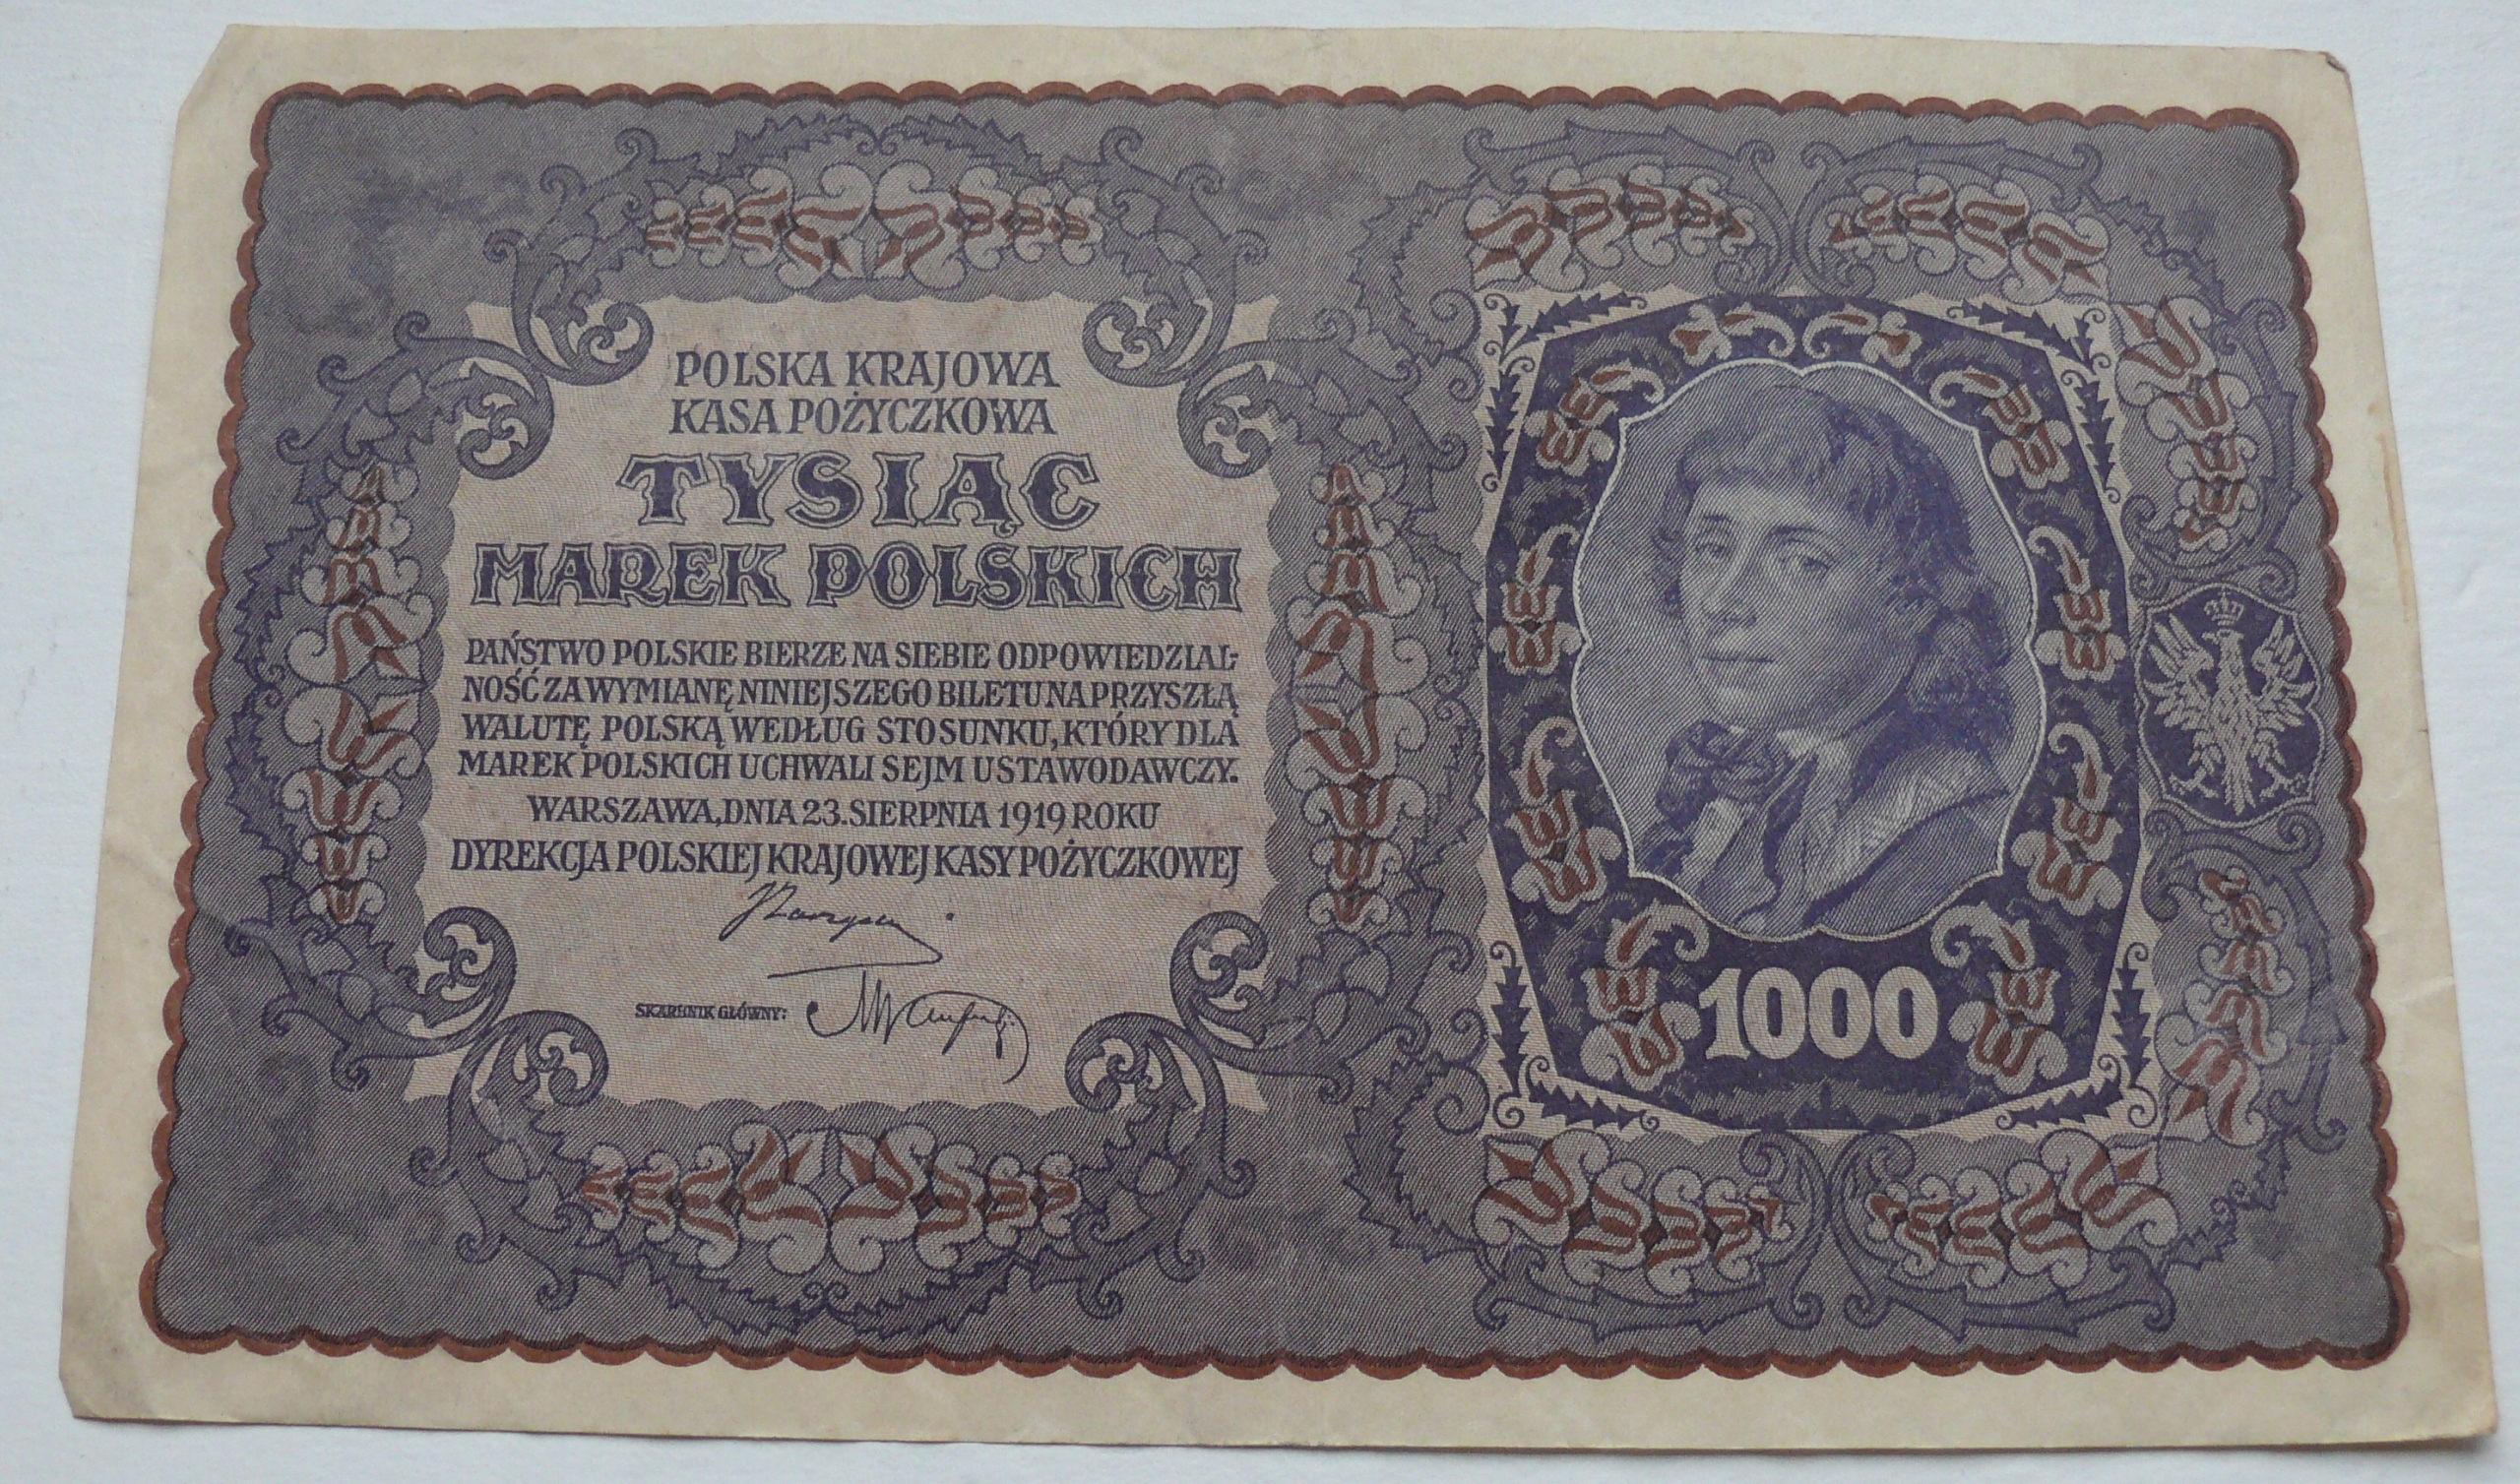 POLSKA KRAJOWA
KASA POŻYCZKOWA
TYSIĄC
MAREK POLSKICH
PAŃSTWO POLSKIE BIERZE NA SIEBIE ODPOWIEDZIAL-
NOŚĆ ZA WYMIANĘ NINIEJSZEGO BILETU NA PRZYSZŁĄ
WALUTĘ POLSKĄ WEDŁUG STOSUNKU, KTÓRY DLA
MAREK POLSKICH UCHWALI SEJM USTAWODAWCZY.
WARSZAWA, DNIA 23. SIERPNIA 1919 ROKU
DYREKCJA POLSKIEJ KRAJOWEJ KASY POŻYCZKOWEJ
SKARBNIK GŁÓWNY:
1000